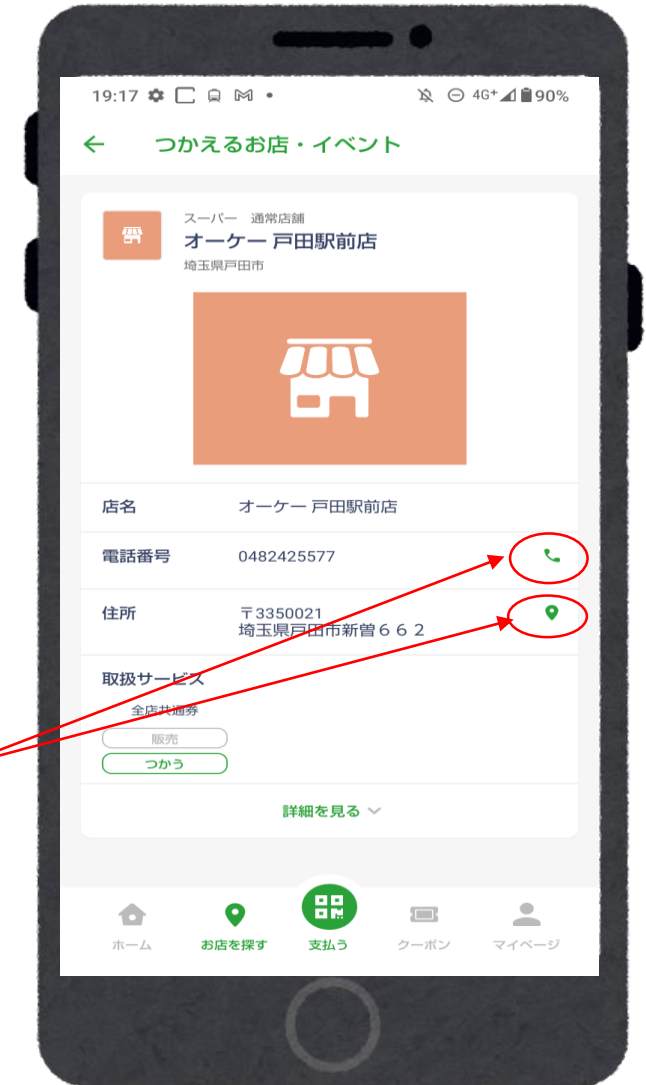 19:17
4G+ 90%
つかえるお店・イベント
スーパー　通常店舗
オーケー 戸田駅前店
埼玉県戸田市
店名 オーケー 戸田駅前店
電話番号 0482425577
住所 〒3350021
埼玉県戸田市新曽６６２
取扱サービス
全店共通券
販売
つかう
詳細を見る
ホーム お店を探す 支払う クーポン マイページ